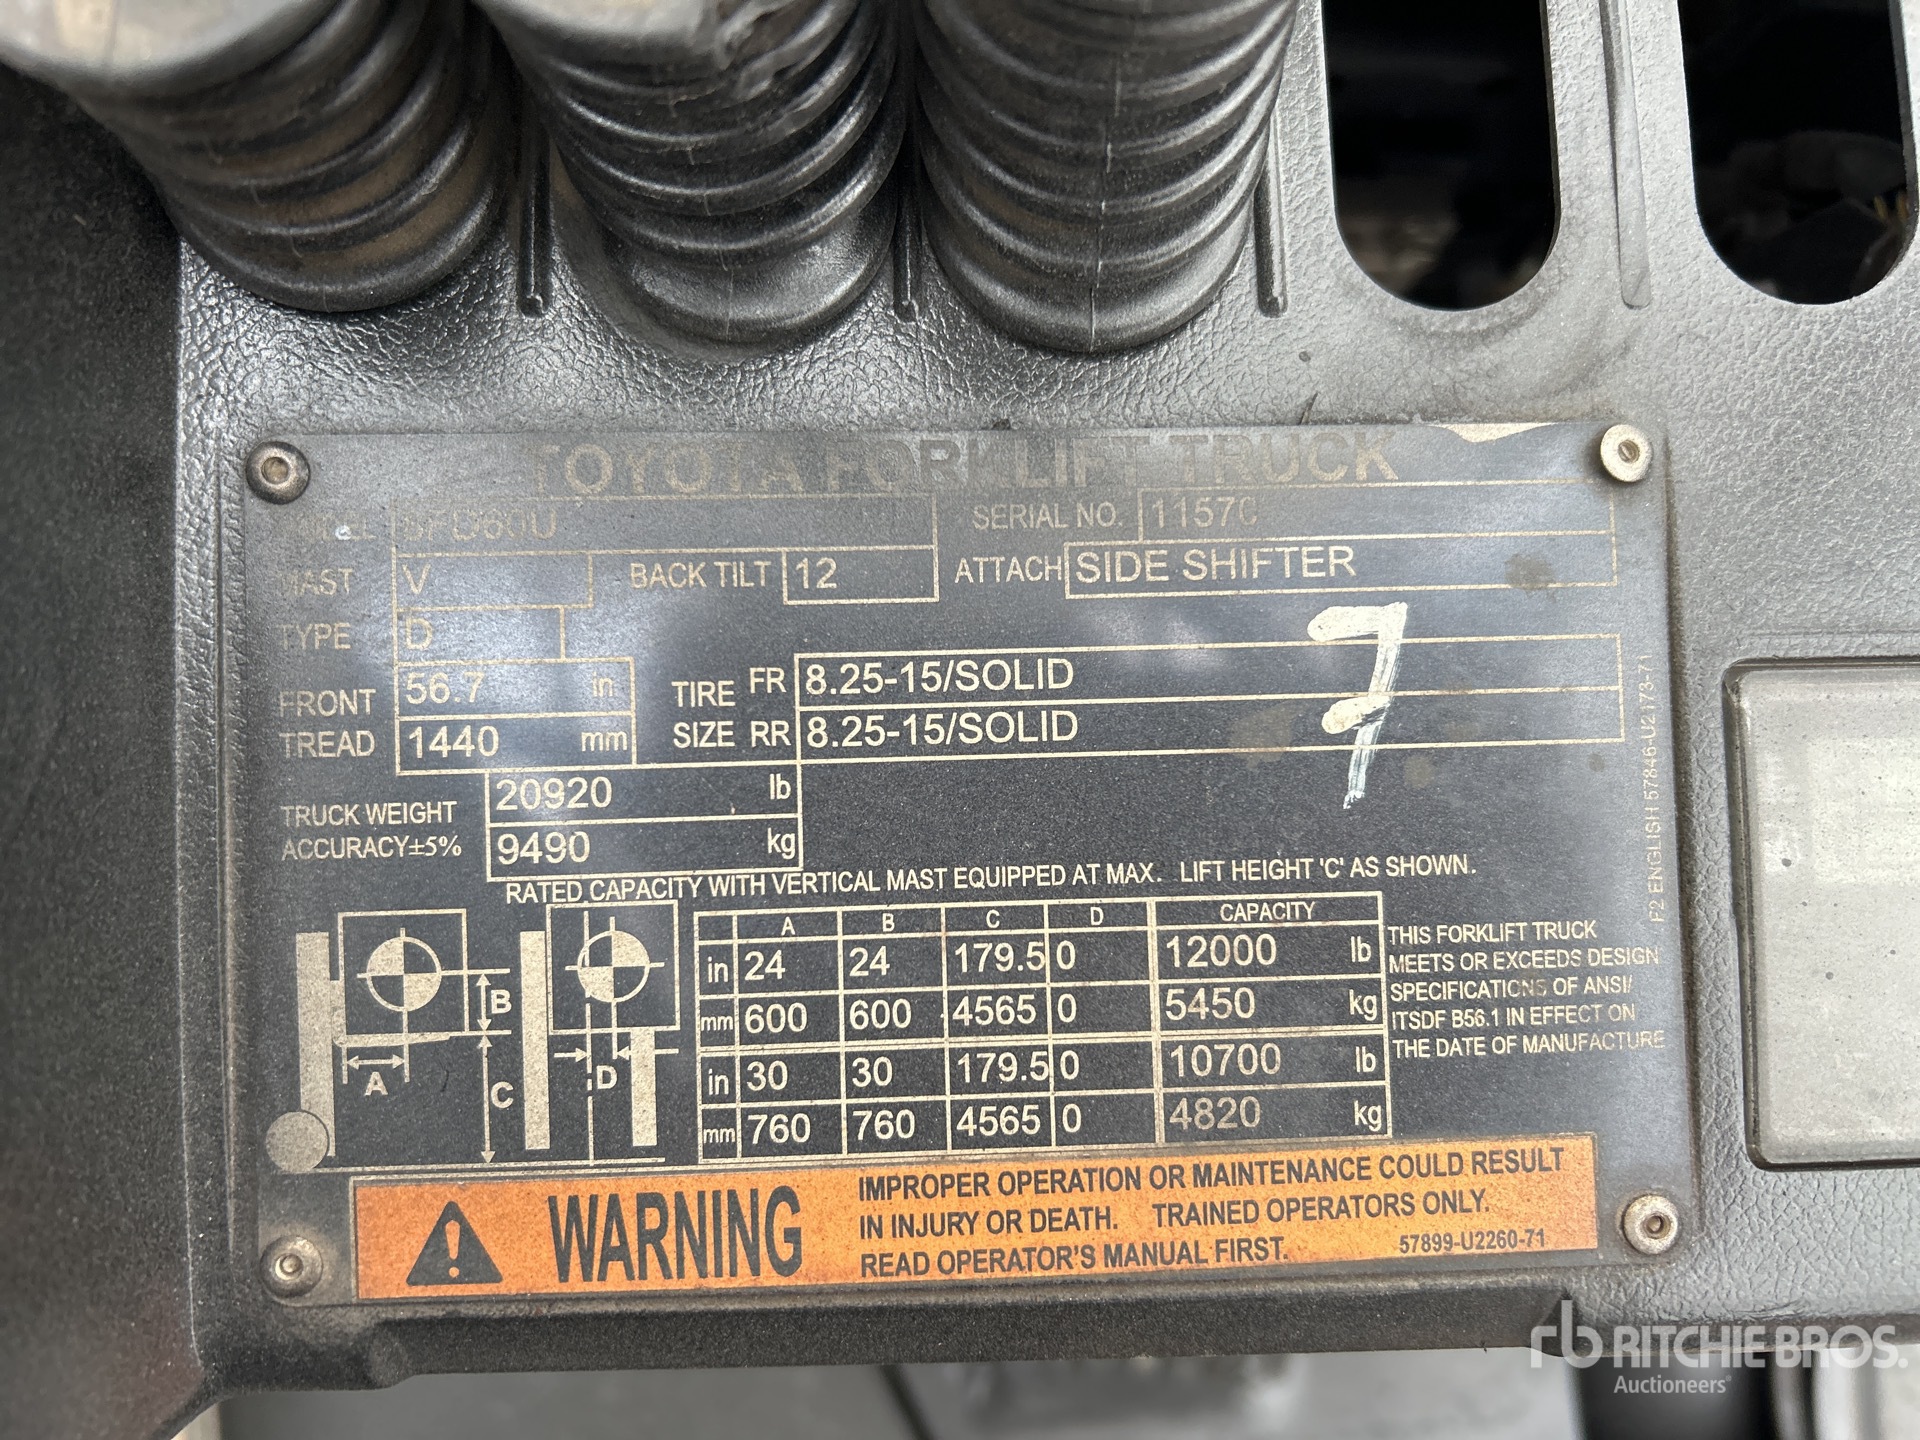 TOYOTA FORKLIFT TRUCK
MODEL 8FD60U SERIAL NO. 11570
MAST V BACK TILT 12 ATTACH SIDE SHIFTER
TYPE D
FRONT TREAD 56.7 in TIRE SIZE FR 8.25-15/SOLID
1440 mm RR 8.25-15/SOLID
7
TRUCK WEIGHT 20920 lb
ACCURACY±5% 9490 kg
RATED CAPACITY WITH VERTICAL MAST EQUIPPED AT MAX. LIFT HEIGHT 'C' AS SHOWN.
A B C D CAPACITY
in 24 24 179.5 0 12000 lb
mm 600 600 4565 0 5450 kg
in 30 30 179.5 0 10700 lb
mm 760 760 4565 0 4820 kg
B
A
C
D
THIS FORKLIFT TRUCK
MEETS OR EXCEEDS DESIGN
SPECIFICATIONS OF ANSI/
ITSDF B56.1 IN EFFECT ON
THE DATE OF MANUFACTURE
F2 ENGLISH 57846-U2173-71
WARNING
IMPROPER OPERATION OR MAINTENANCE COULD RESULT
IN INJURY OR DEATH. TRAINED OPERATORS ONLY.
READ OPERATOR'S MANUAL FIRST. 57899-U2260-71
rb RITCHIE BROS.
Auctioneers